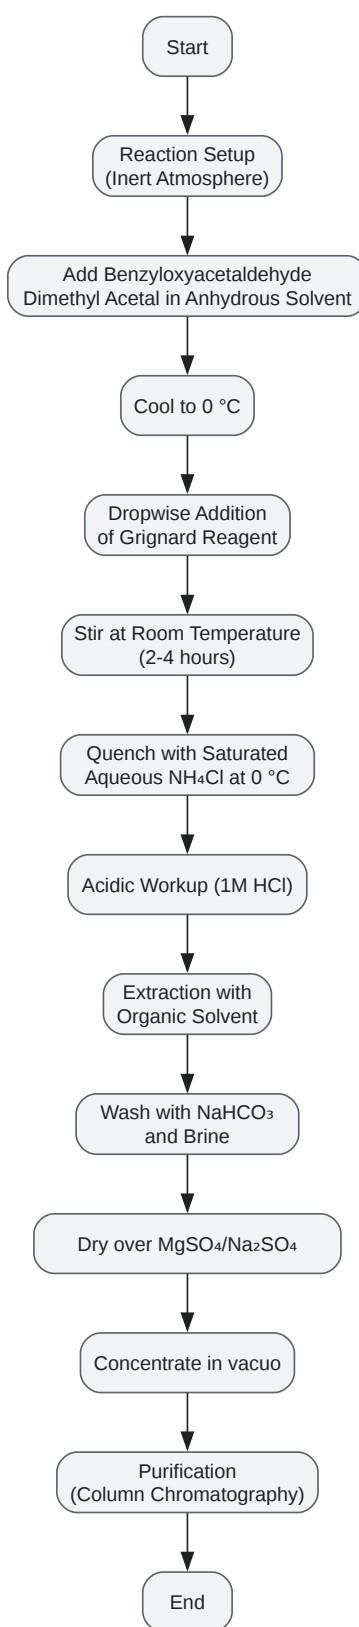 Start
Reaction Setup
(Inert Atmosphere)
Add Benzyloxyacetaldehyde
Dimethyl Acetal in Anhydrous Solvent
Cool to 0 °C
Dropwise Addition
of Grignard Reagent
Stir at Room Temperature
(2-4 hours)
Quench with Saturated
Aqueous NH₄Cl at 0 °C
Acidic Workup (1M HCl)
Extraction with
Organic Solvent
Wash with NaHCO₃
and Brine
Dry over MgSO₄/Na₂SO₄
Concentrate in vacuo
Purification
(Column Chromatography)
End